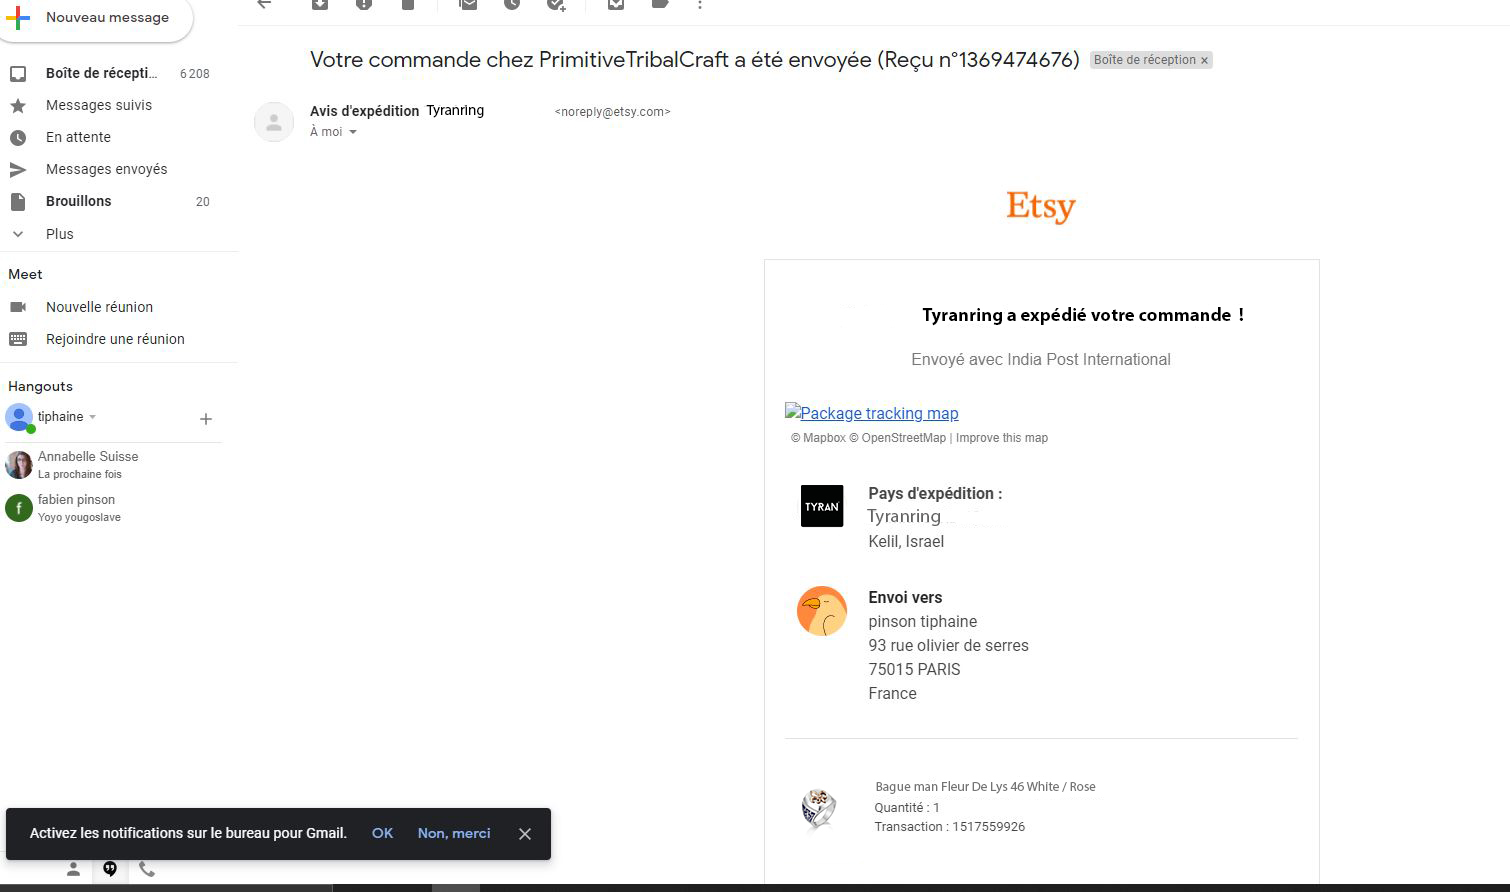 Nouveau message
Boîte de récepti... 6 208
Messages suivis
En attente
Messages envoyés
Brouillons 20
Plus
Meet
Nouvelle réunion
Rejoindre une réunion
Hangouts
tiphaine
Annabelle Suisse
La prochaine fois
f
fabien pinson
Yoyo yougoslave
Votre commande chez PrimitiveTribalCraft a été envoyée (Reçu n°1369474676) Boîte de réception ×
Avis d'expédition Tyranring <noreply@etsy.com>
À moi
Etsy
Tyranring a expédié votre commande !
Envoyé avec India Post International
Package tracking map
© Mapbox © OpenStreetMap | Improve this map
TYRAN
Pays d'expédition :
Tyranring
Kelil, Israel
Envoi vers
pinson tiphaine
93 rue olivier de serres
75015 PARIS
France
Bague man Fleur De Lys 46 White / Rose
Quantité : 1
Transaction : 1517559926
Activez les notifications sur le bureau pour Gmail. OK Non, merci